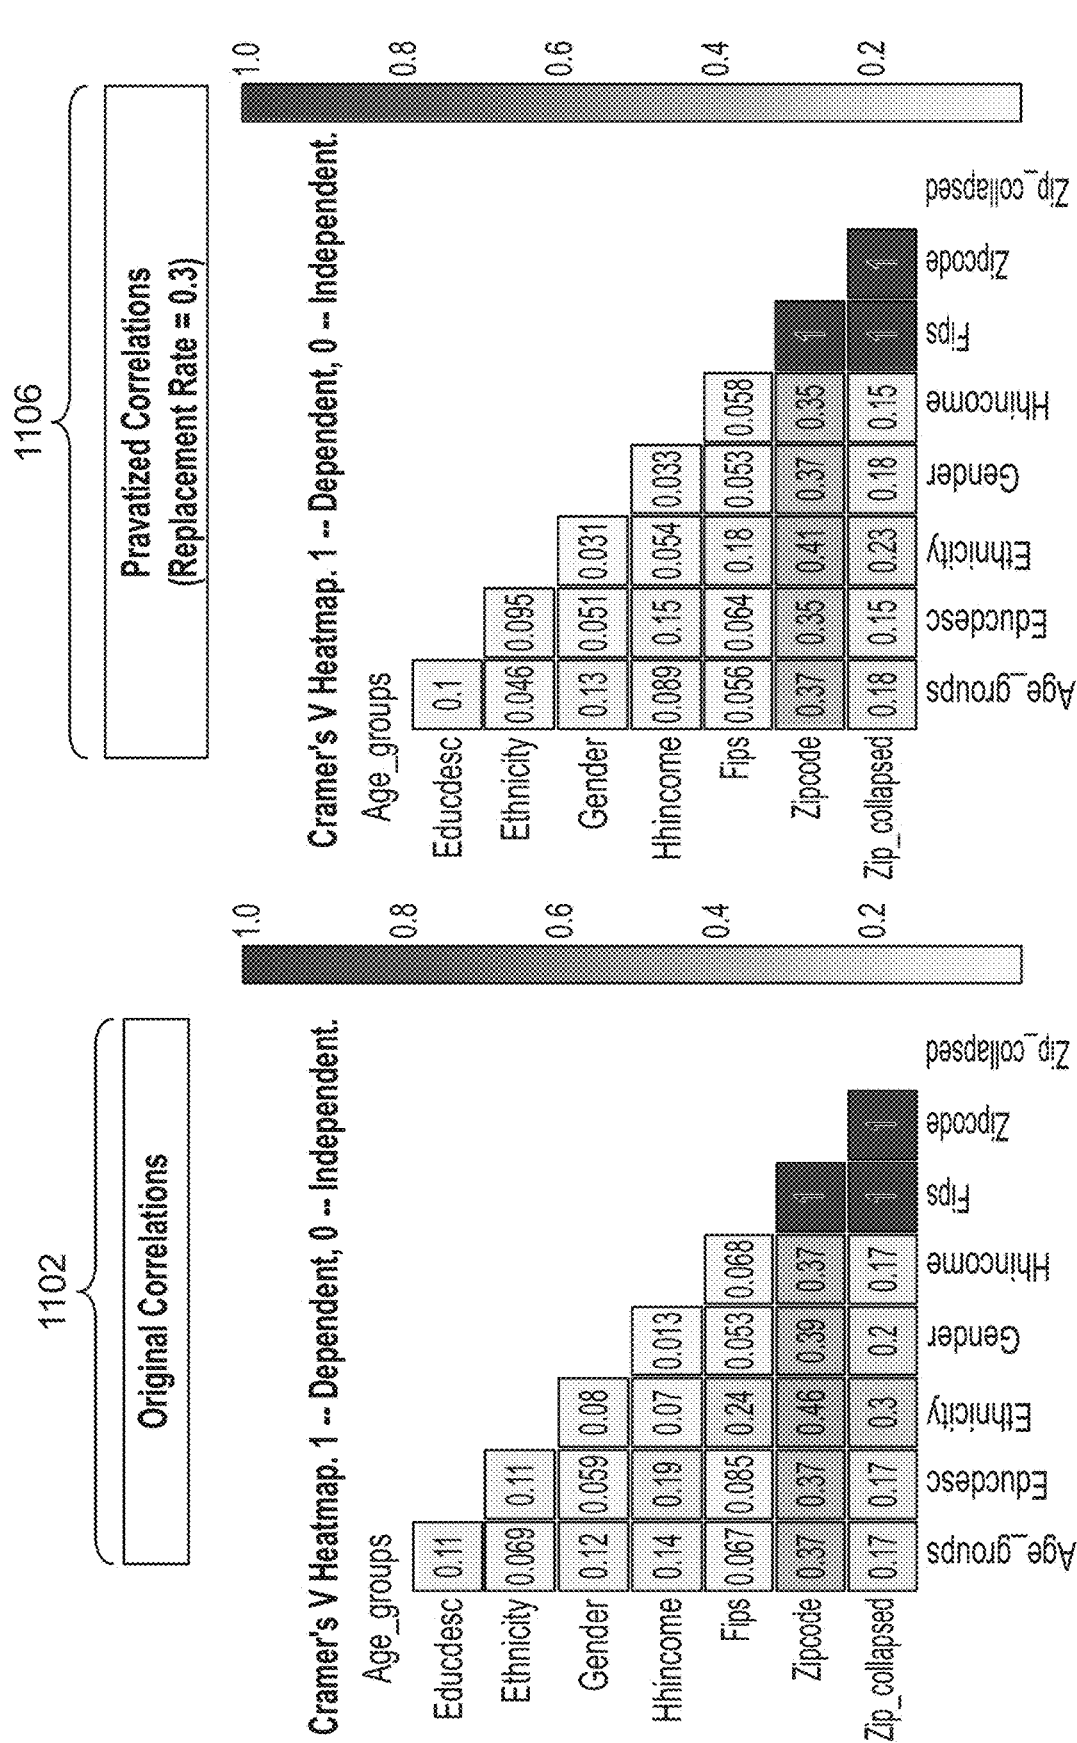 1102
Original Correlations
Cramer's V Heatmap. 1 -- Dependent, 0 -- Independent.
Age_groups
Educdesc 0.11
Ethnicity 0.069 0.11
Gender 0.12 0.059 0.08
Hhincome 0.14 0.19 0.07 0.013
Fips 0.067 0.085 0.24 0.053 0.068
Zipcode 0.37 0.37 0.46 0.39 0.37 1
Zip_collapsed 0.17 0.17 0.3 0.2 0.17 1 1
Age_groups Educdesc Ethnicity Gender Hhincome Fips Zipcode Zip_collapsed
1.0
0.8
0.6
0.4
0.2
1106
Pravatized Correlations
(Replacement Rate = 0.3)
Cramer's V Heatmap. 1 -- Dependent, 0 -- Independent.
Age_groups
Educdesc 0.1
Ethnicity 0.046 0.095
Gender 0.13 0.051 0.031
Hhincome 0.089 0.15 0.054 0.033
Fips 0.056 0.064 0.18 0.053 0.058
Zipcode 0.37 0.35 0.41 0.37 0.35 1
Zip_collapsed 0.18 0.15 0.23 0.18 0.15 1 1
Age_groups Educdesc Ethnicity Gender Hhincome Fips Zipcode Zip_collapsed
1.0
0.8
0.6
0.4
0.2